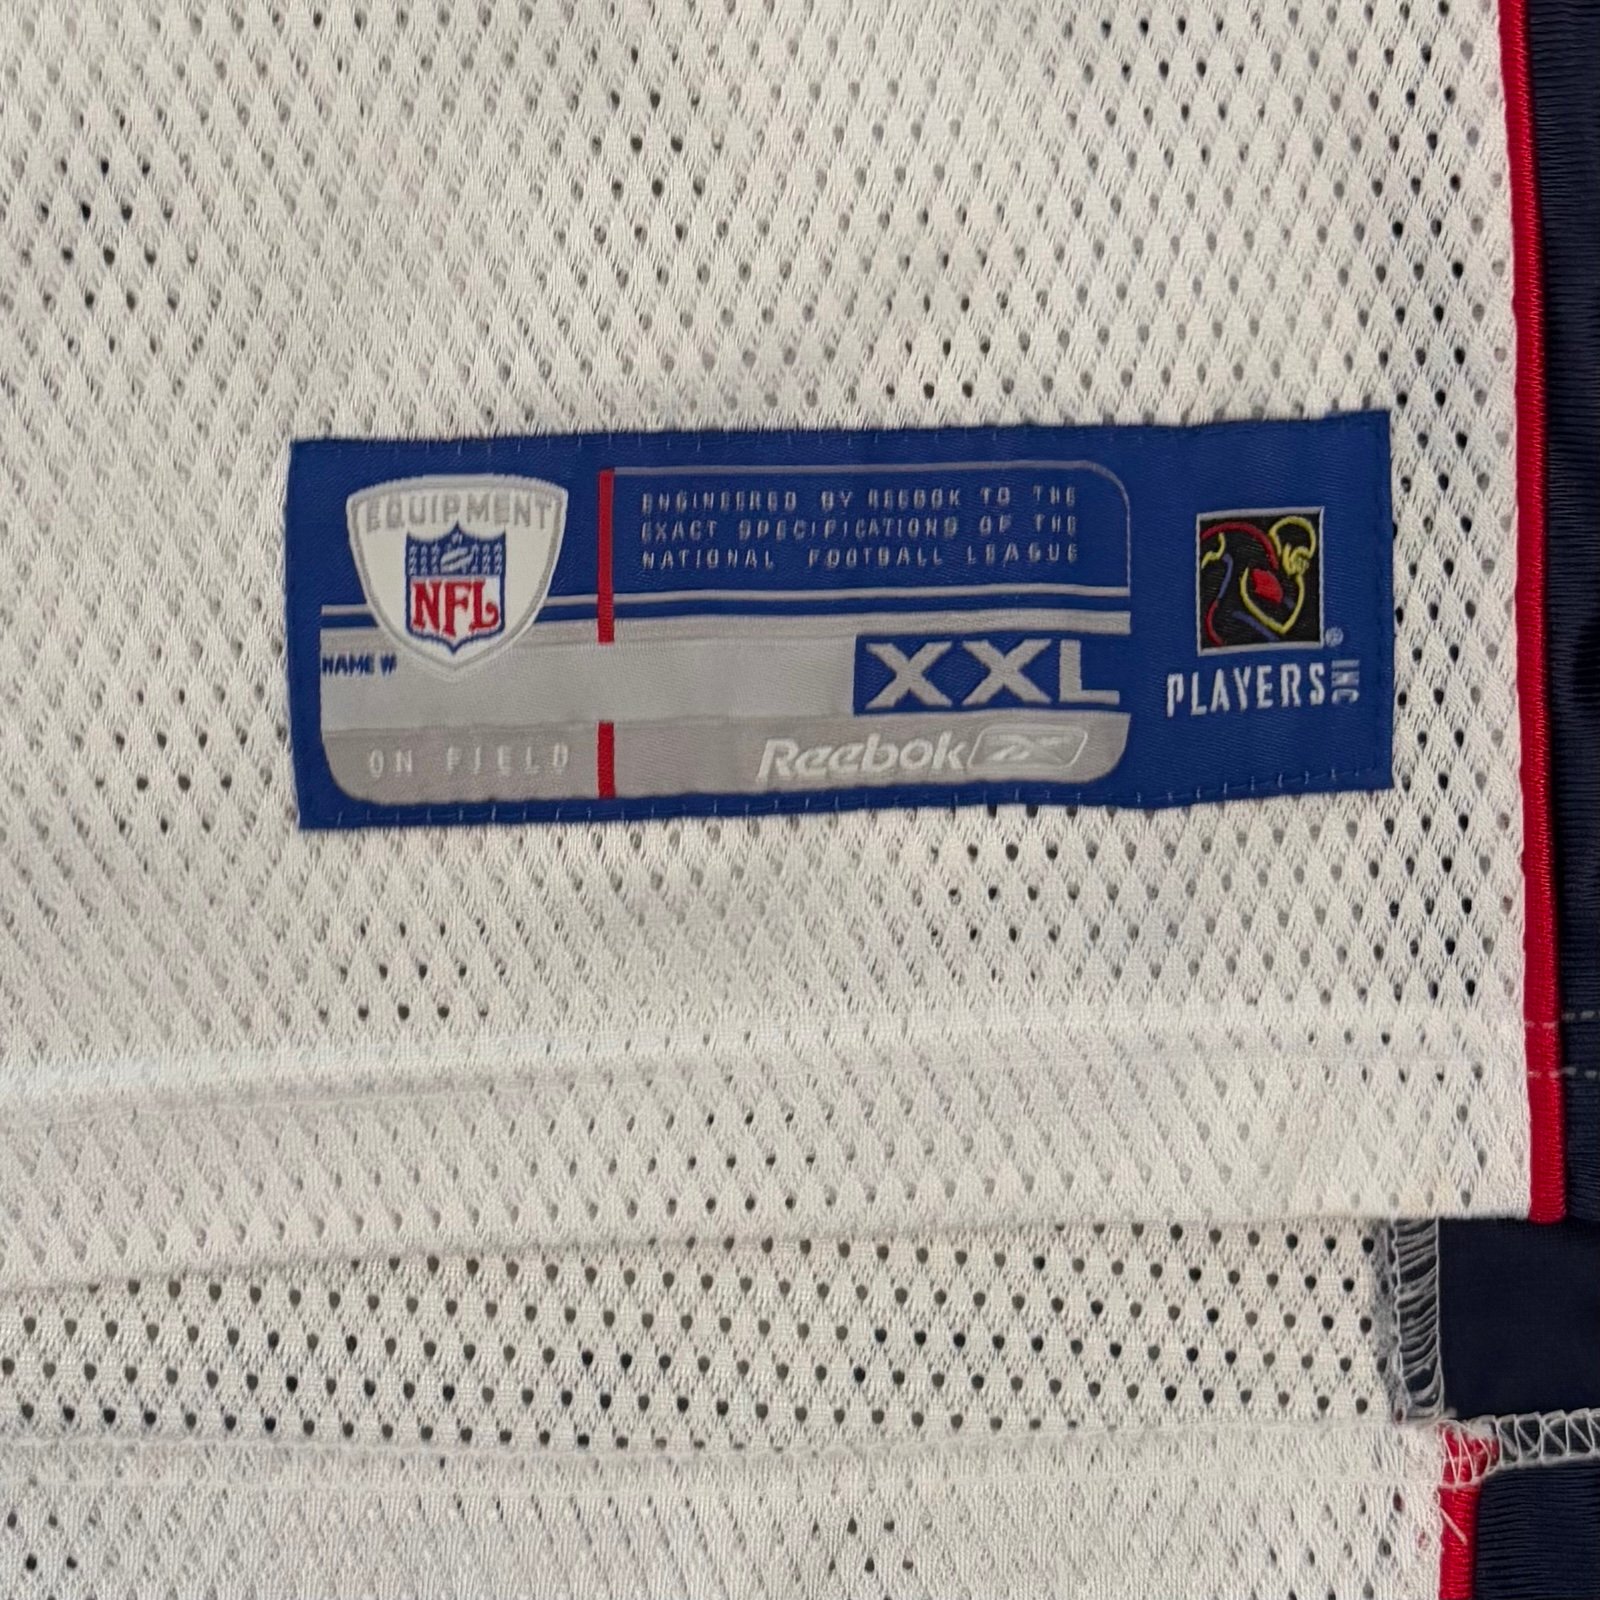 EQUIPMENT
NFL
ENGINEERED BY REEBOK TO THE
EXACT SPECIFICATIONS OF THE
NATIONAL FOOTBALL LEAGUE
NAME #
XXL
ON FIELD
Reebok
®
PLAYERS INC